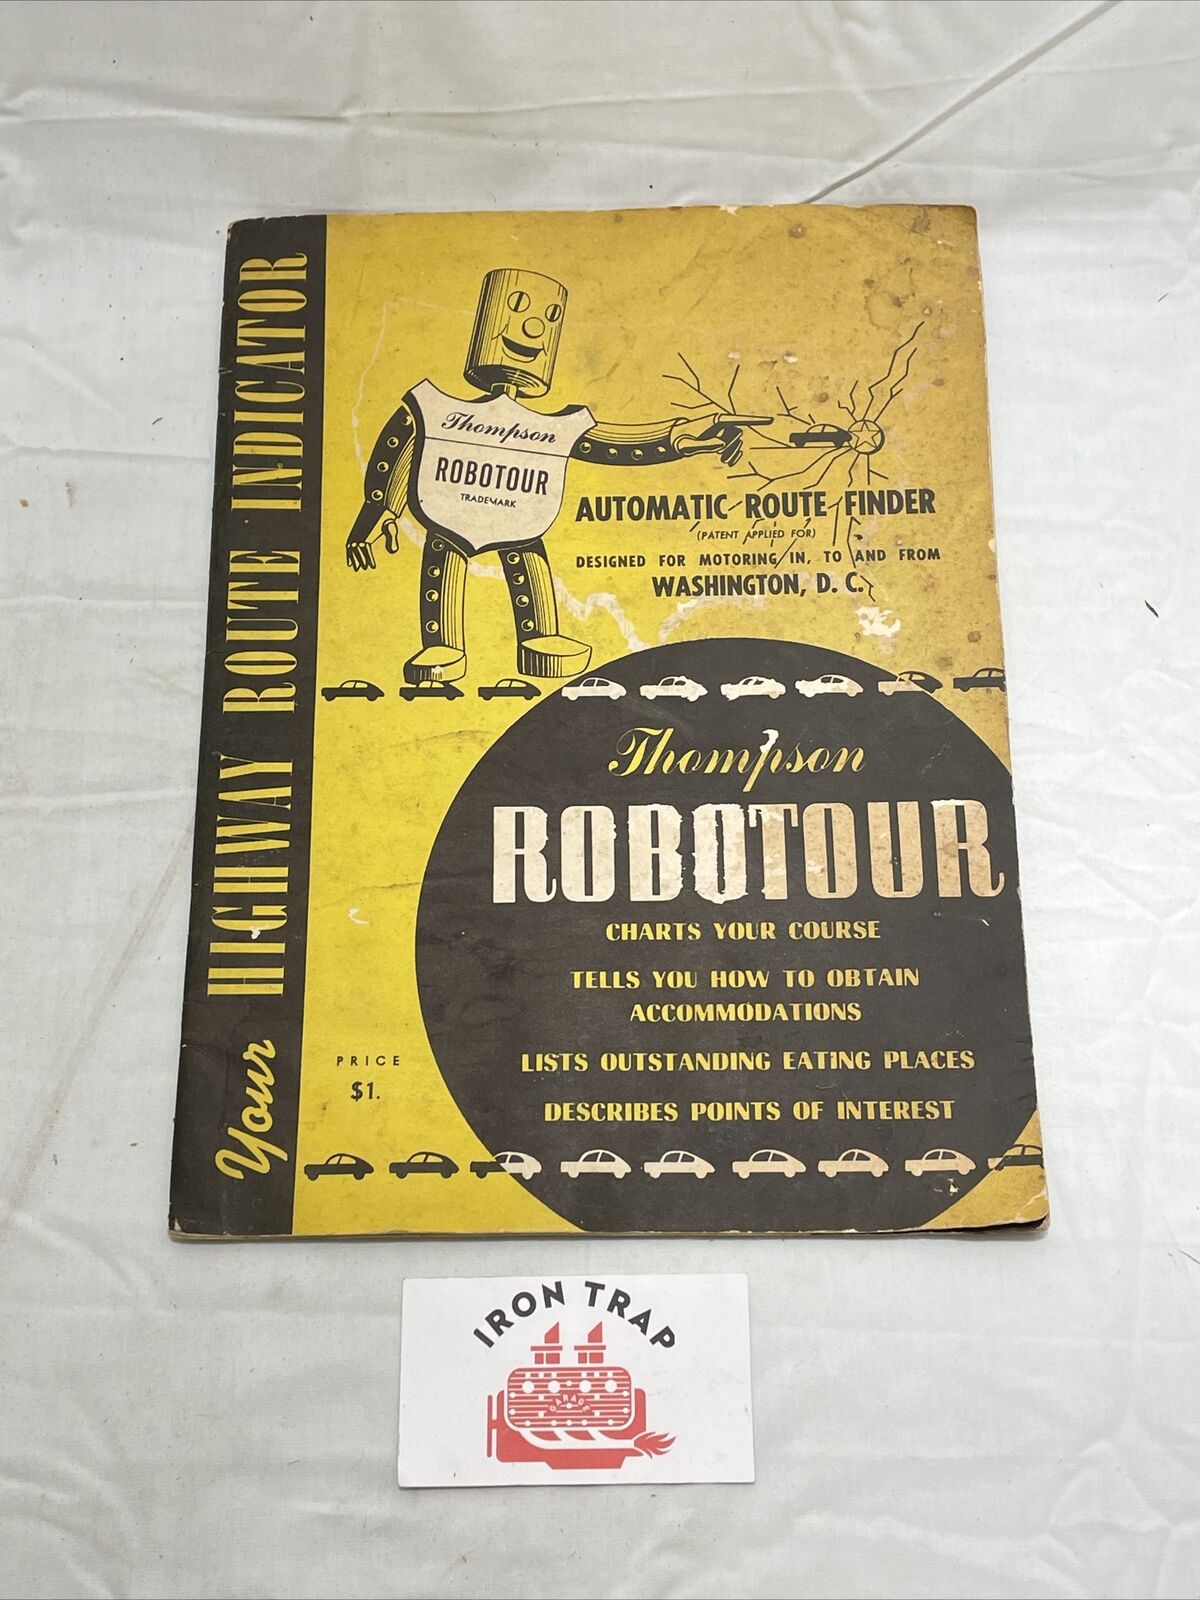 Your HIGHWAY ROUTE INDICATOR
Thompson
ROBOTOUR
TRADEMARK
AUTOMATIC ROUTE FINDER
(PATENT APPLIED FOR)
DESIGNED FOR MOTORING IN, TO AND FROM
WASHINGTON, D. C.
Thompson
ROBOTOUR
CHARTS YOUR COURSE
TELLS YOU HOW TO OBTAIN
ACCOMMODATIONS
LISTS OUTSTANDING EATING PLACES
DESCRIBES POINTS OF INTEREST
PRICE
$1.
IRON TRAP
GARAGE